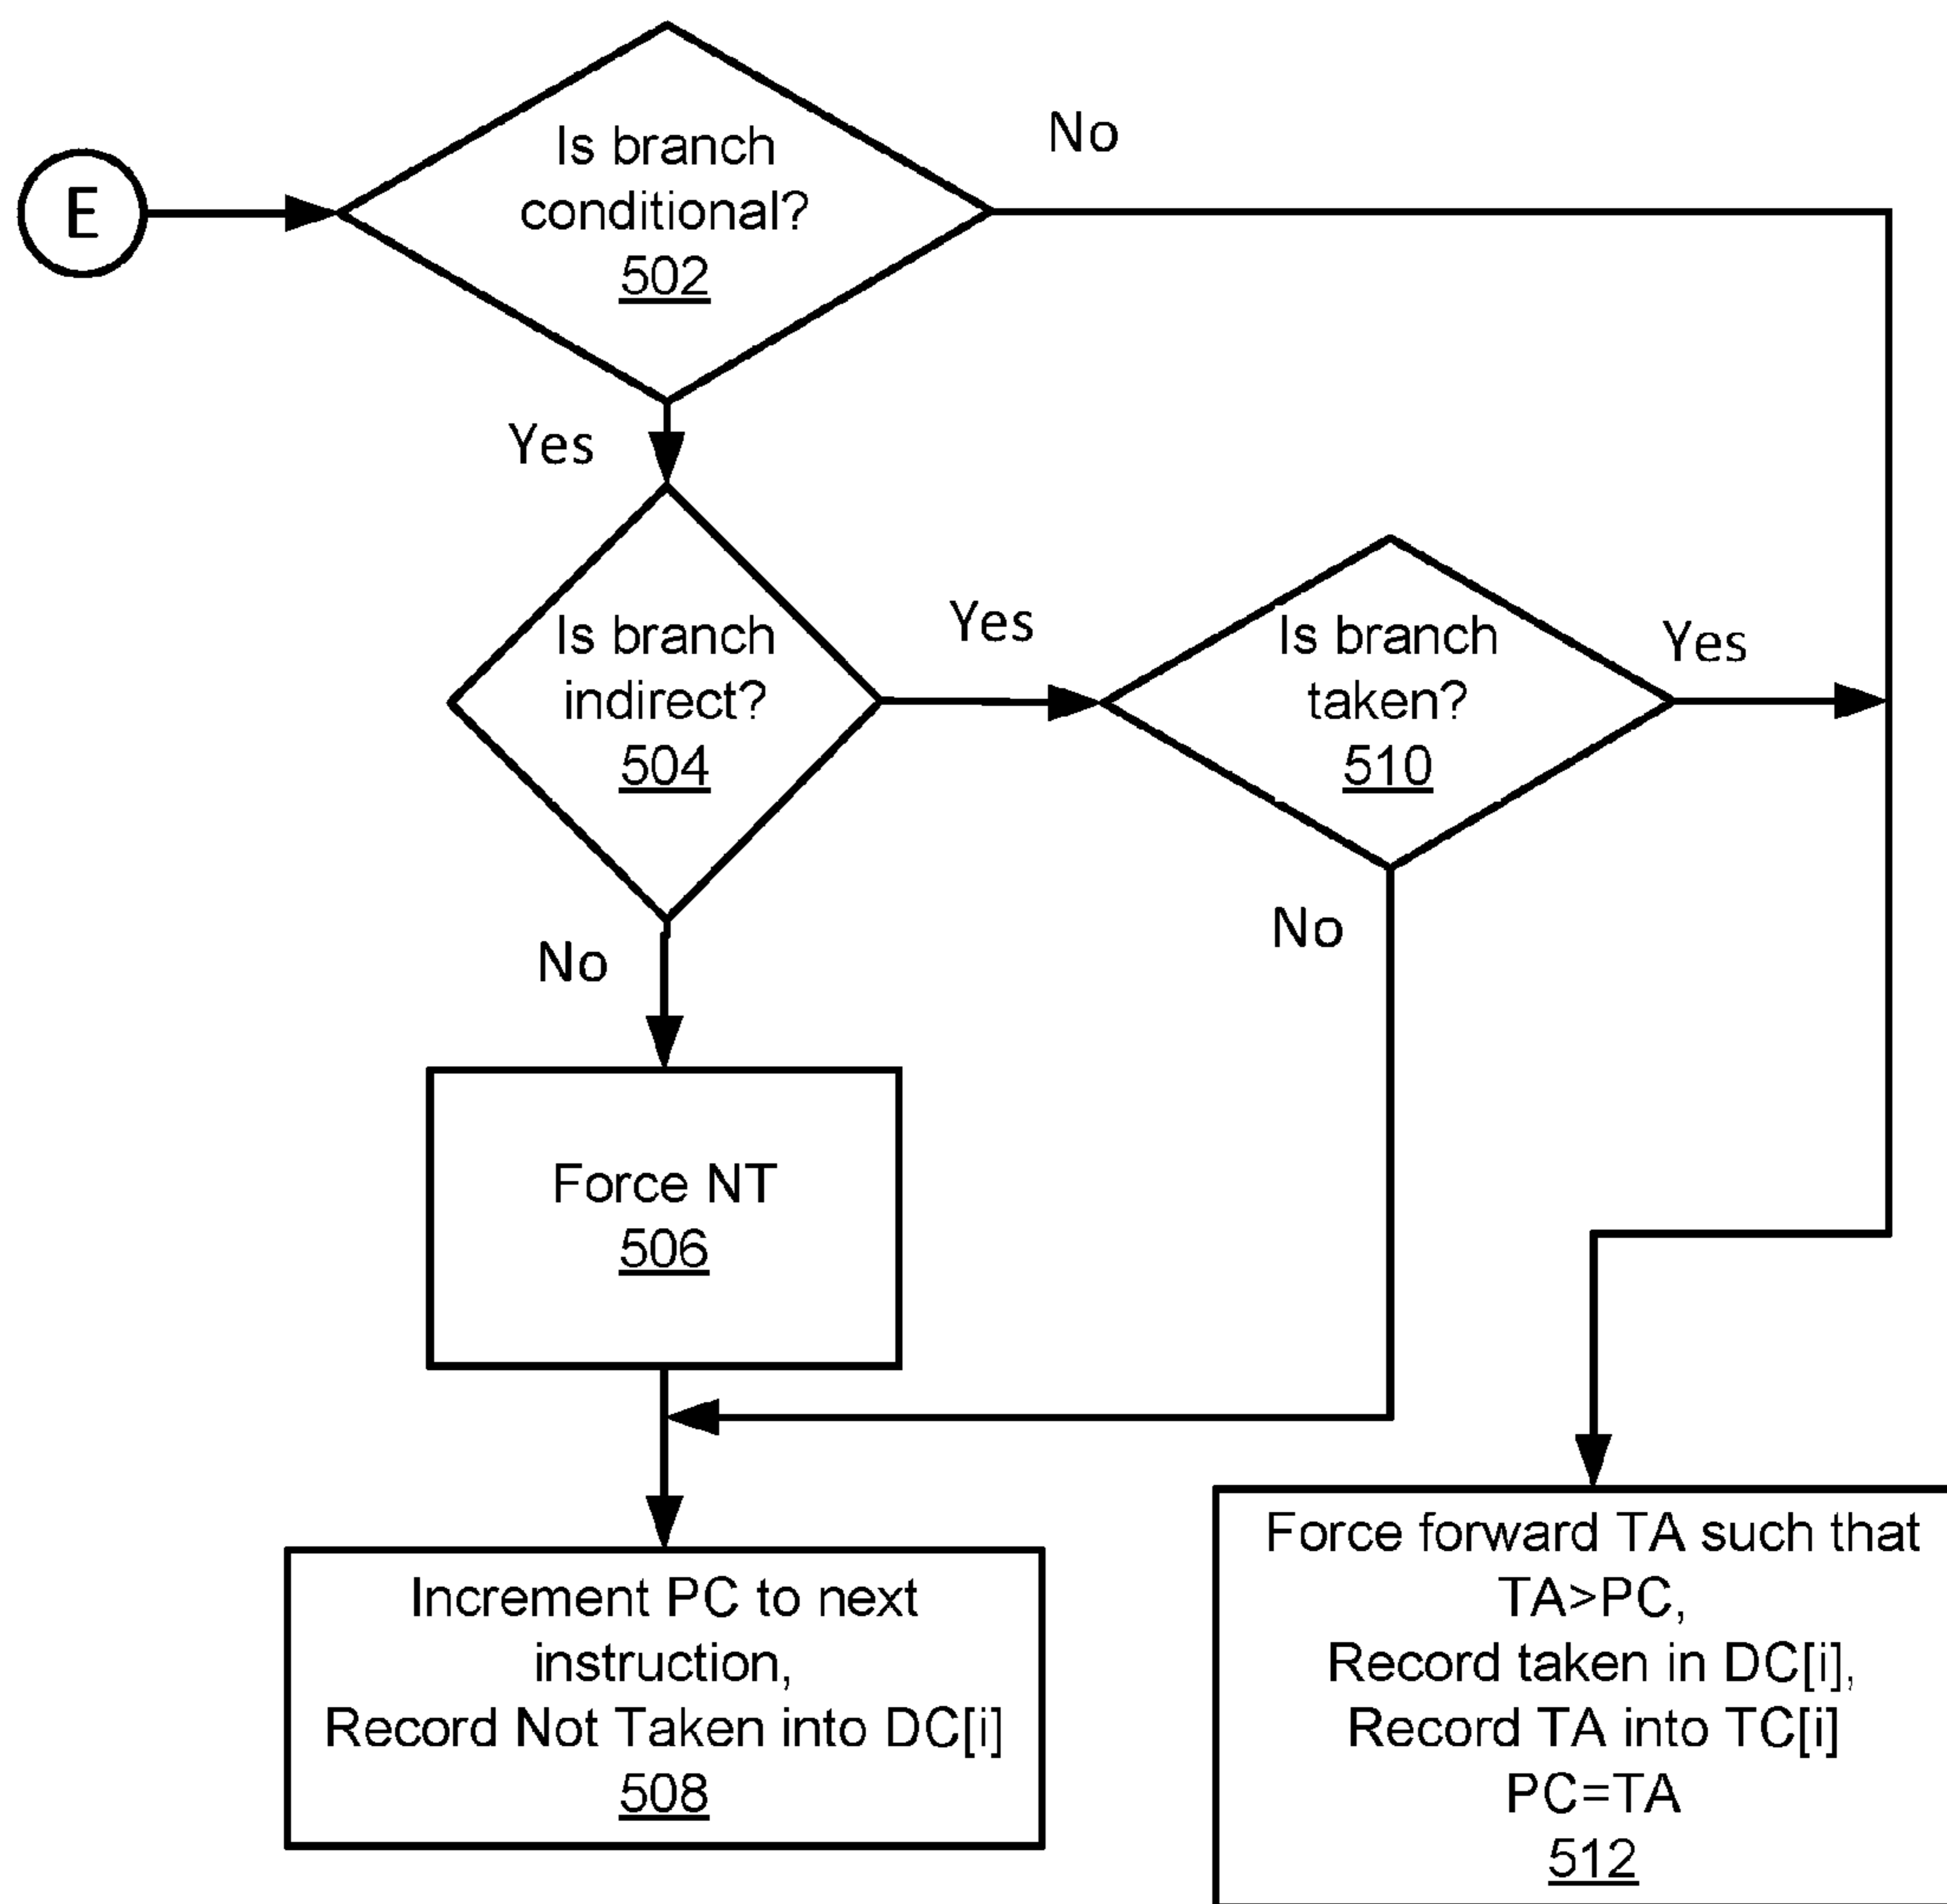 E
Is branch
conditional?
502
No
Yes
Is branch
indirect?
504
Yes
Is branch
taken?
510
Yes
No
No
Force NT
506
Increment PC to next
instruction,
Record Not Taken into DC[i]
508
Force forward TA such that
TA>PC,
Record taken in DC[i],
Record TA into TC[i]
PC=TA
512